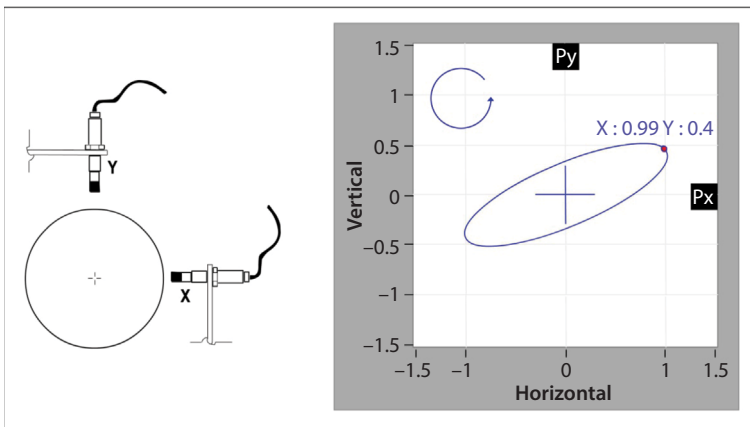 Y
X
Py
X : 0.99 Y : 0.4
Px
Vertical
1.5
1
0.5
0
–0.5
–1
–1.5
–1.5 –1 0 1 1.5
Horizontal